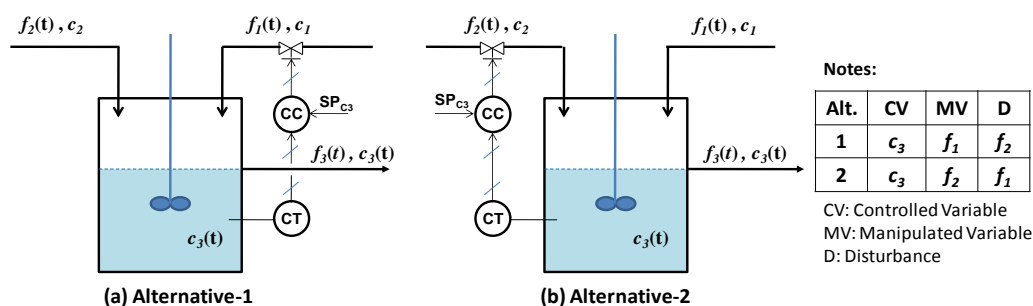 f₂(t) , c₂
f₁(t) , c₁
CC
SP_C3
f₃(t) , c₃(t)
CT
c₃(t)
(a) Alternative-1
f₂(t) , c₂
f₁(t) , c₁
SP_C3
CC
f₃(t) , c₃(t)
CT
c₃(t)
(b) Alternative-2
Notes:
Alt. CV MV D
1 c₃ f₁ f₂
2 c₃ f₂ f₁
CV: Controlled Variable
MV: Manipulated Variable
D: Disturbance